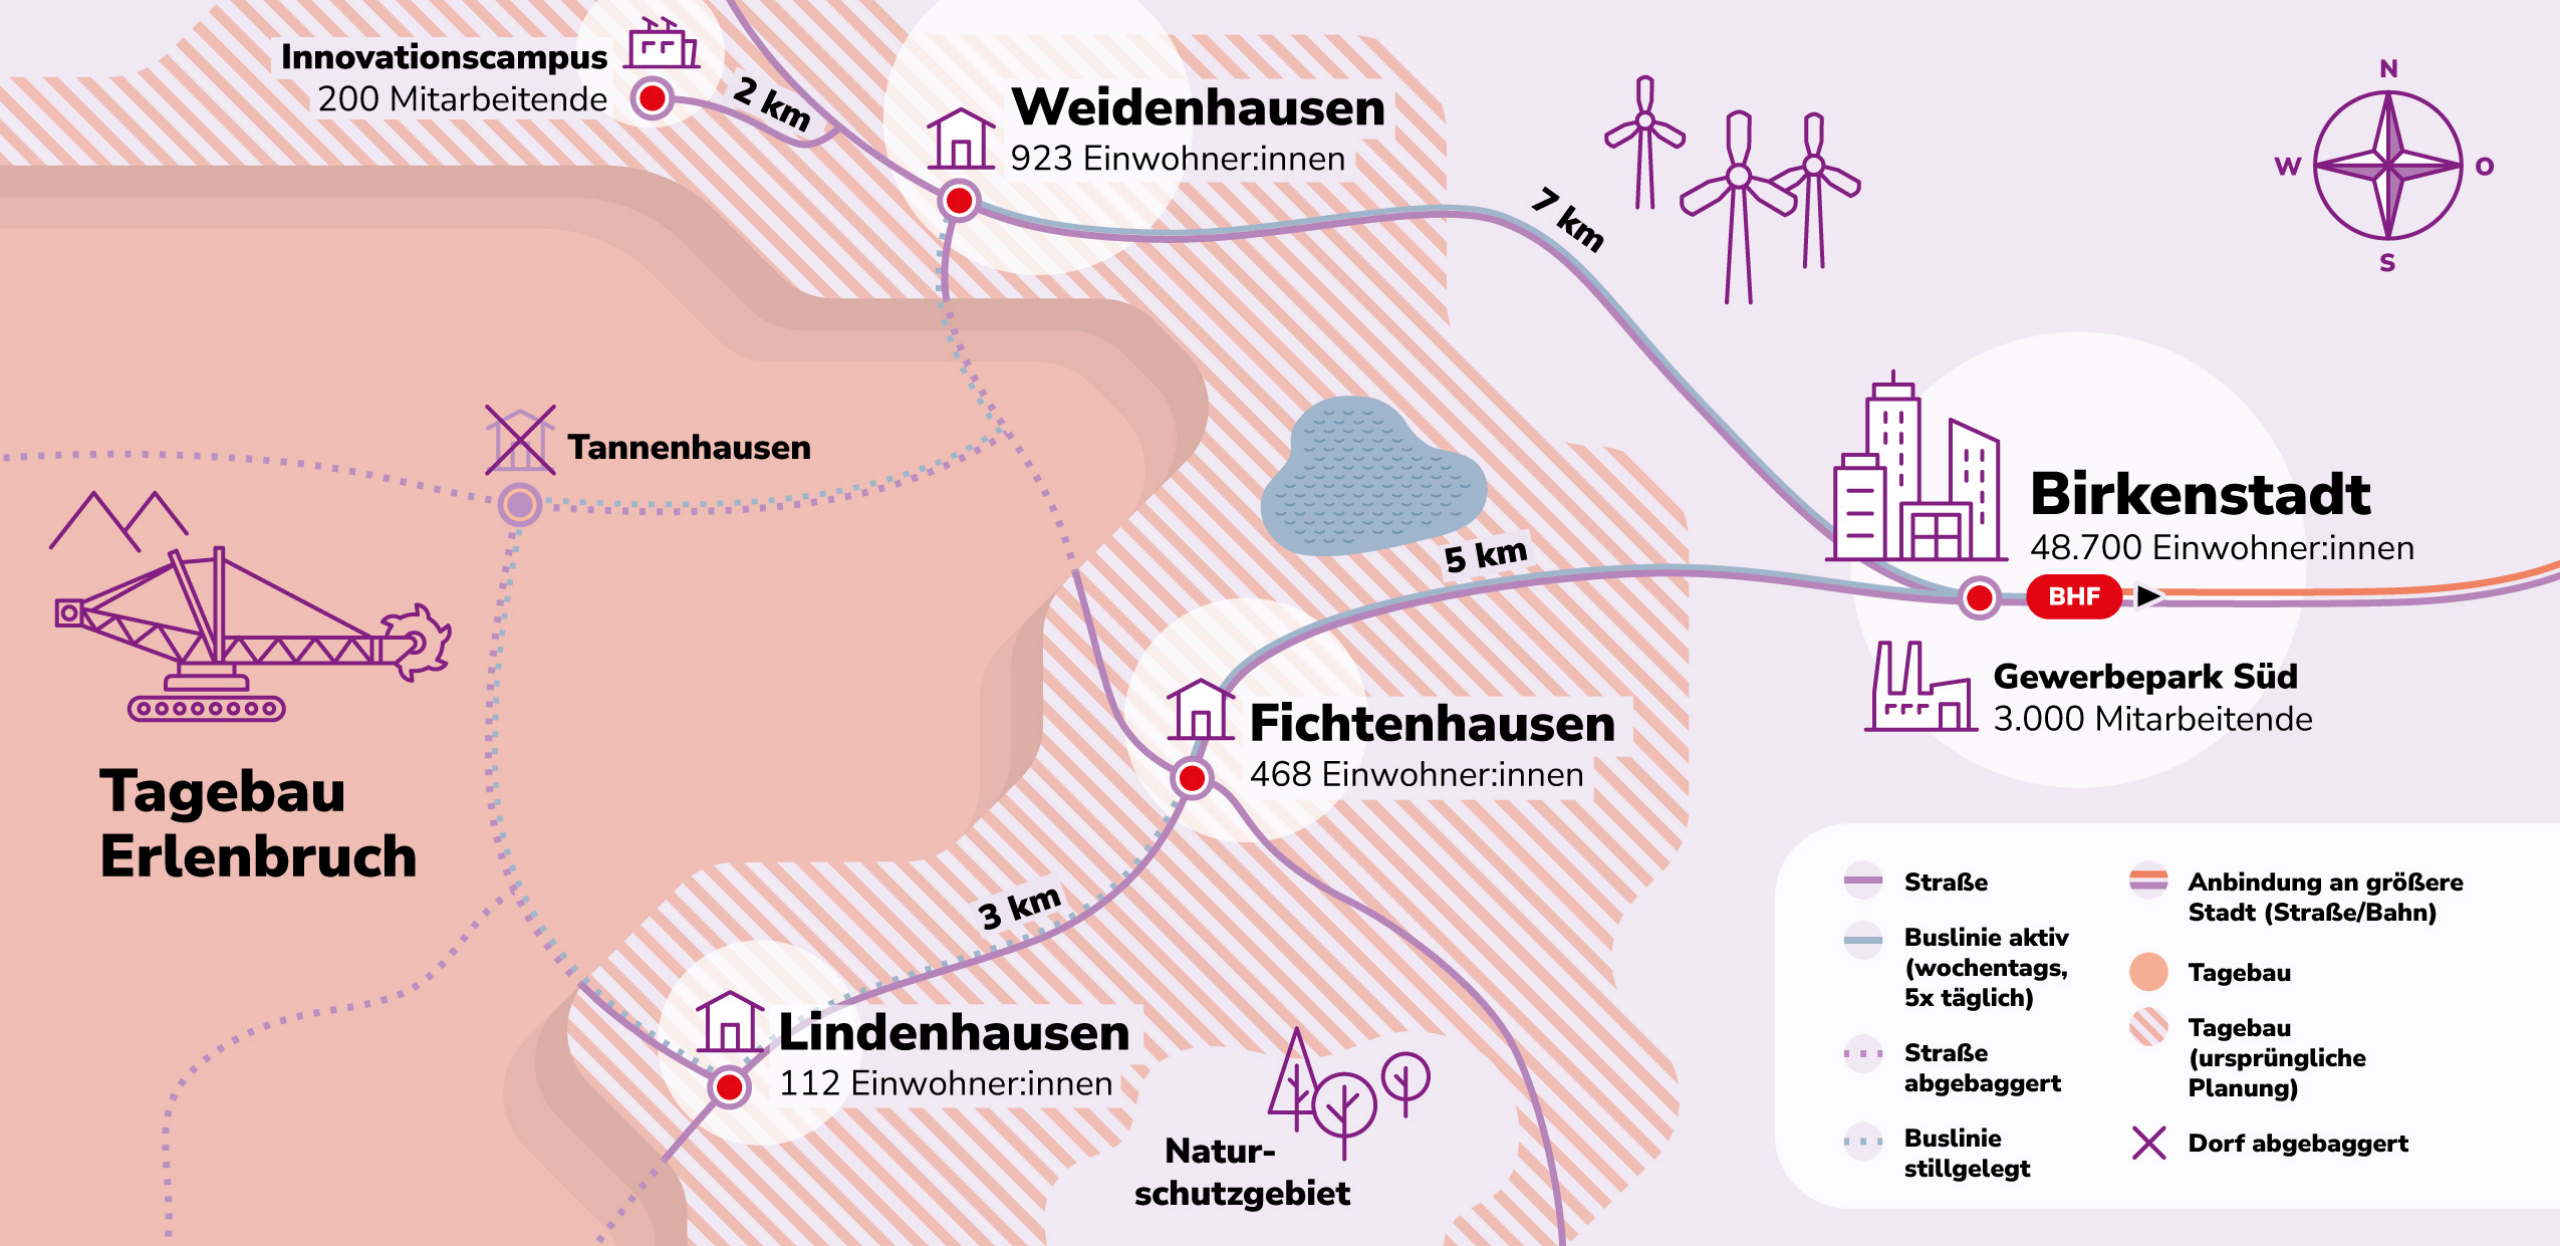 Innovationscampus
200 Mitarbeitende
2 km
Weidenhausen
923 Einwohner:innen
7 km
N
W
O
S
Tannenhausen
Birkenstadt
48.700 Einwohner:innen
BHF
5 km
Gewerbepark Süd
3.000 Mitarbeitende
Fichtenhausen
468 Einwohner:innen
Tagebau
Erlenbruch
3 km
Lindenhausen
112 Einwohner:innen
Natur-
schutzgebiet
Straße
Buslinie aktiv
(wochentags,
5x täglich)
Straße
abgebaggert
Buslinie
stillgelegt
Anbindung an größere
Stadt (Straße/Bahn)
Tagebau
Tagebau
(ursprüngliche
Planung)
Dorf abgebaggert